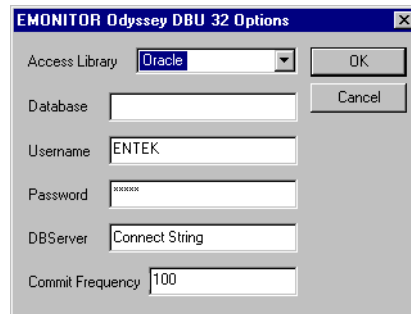 EMONITOR Odyssey DBU 32 Options
Access Library Oracle OK
Database Cancel
Username ENTEK
Password *****
DBServer Connect String
Commit Frequency 100